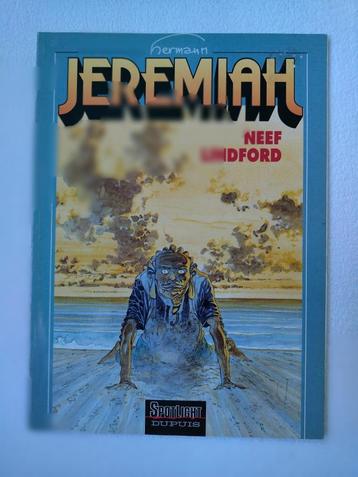 hermann
JEREMIAH
NEEF
SPOTLIGHT
DUPUIS